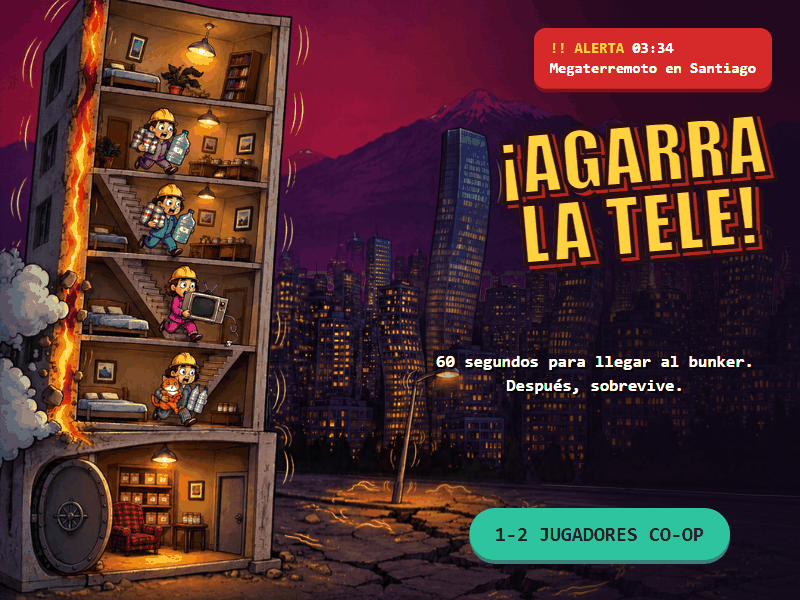 !! ALERTA 03:34
Megaterremoto en Santiago
¡AGARRA
LA TELE!
60 segundos para llegar al bunker.
Después, sobrevive.
1-2 JUGADORES CO-OP